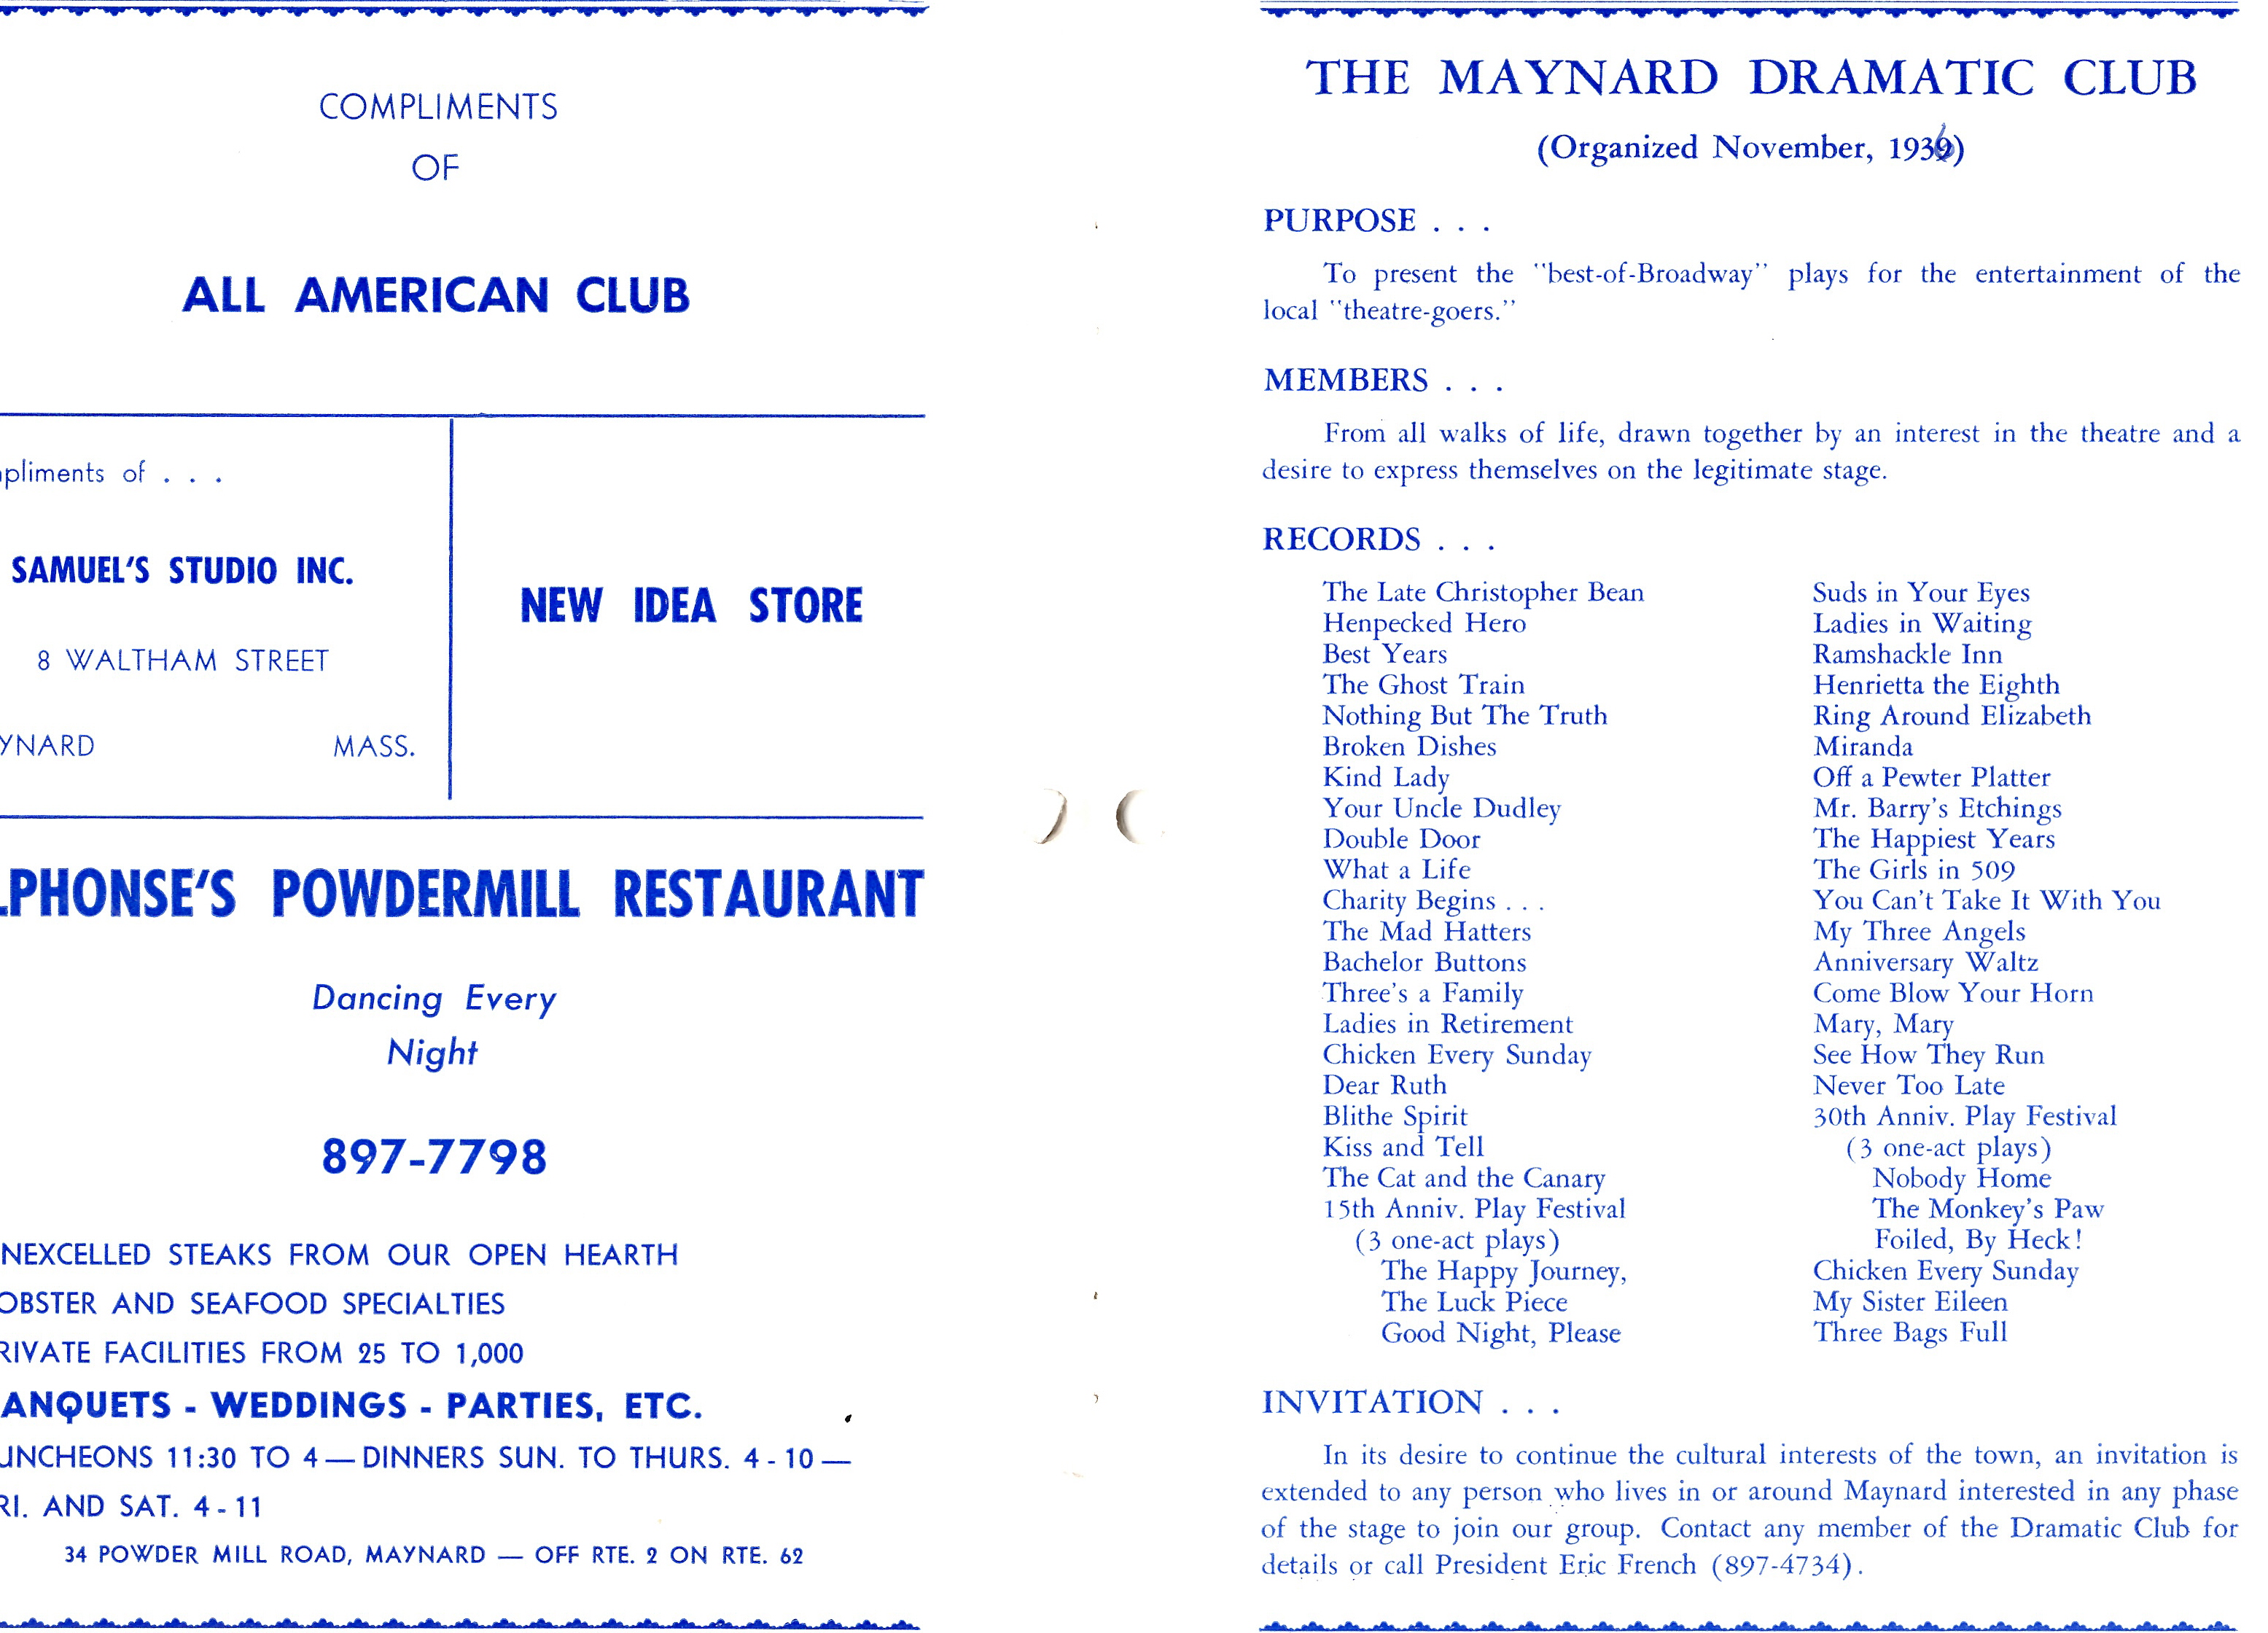 COMPLIMENTS
OF
ALL AMERICAN CLUB
pliments of . . .
SAMUEL'S STUDIO INC.
8 WALTHAM STREET
YNARD MASS.
NEW IDEA STORE
LPHONSE'S POWDERMILL RESTAURANT
Dancing Every
Night
897-7798
NEXCELLED STEAKS FROM OUR OPEN HEARTH
OBSTER AND SEAFOOD SPECIALTIES
RIVATE FACILITIES FROM 25 TO 1,000
ANQUETS - WEDDINGS - PARTIES, ETC.
UNCHEONS 11:30 TO 4 — DINNERS SUN. TO THURS. 4 - 10 —
RI. AND SAT. 4 - 11
34 POWDER MILL ROAD, MAYNARD — OFF RTE. 2 ON RTE. 62
THE MAYNARD DRAMATIC CLUB
(Organized November, 1936)
PURPOSE . . .
To present the "best-of-Broadway" plays for the entertainment of the
local "theatre-goers."
MEMBERS . . .
From all walks of life, drawn together by an interest in the theatre and a
desire to express themselves on the legitimate stage.
RECORDS . . .
The Late Christopher Bean
Henpecked Hero
Best Years
The Ghost Train
Nothing But The Truth
Broken Dishes
Kind Lady
Your Uncle Dudley
Double Door
What a Life
Charity Begins . . .
The Mad Hatters
Bachelor Buttons
Three's a Family
Ladies in Retirement
Chicken Every Sunday
Dear Ruth
Blithe Spirit
Kiss and Tell
The Cat and the Canary
15th Anniv. Play Festival
(3 one-act plays)
The Happy Journey,
The Luck Piece
Good Night, Please
Suds in Your Eyes
Ladies in Waiting
Ramshackle Inn
Henrietta the Eighth
Ring Around Elizabeth
Miranda
Off a Pewter Platter
Mr. Barry's Etchings
The Happiest Years
The Girls in 509
You Can't Take It With You
My Three Angels
Anniversary Waltz
Come Blow Your Horn
Mary, Mary
See How They Run
Never Too Late
30th Anniv. Play Festival
(3 one-act plays)
Nobody Home
The Monkey's Paw
Foiled, By Heck!
Chicken Every Sunday
My Sister Eileen
Three Bags Full
INVITATION . . .
In its desire to continue the cultural interests of the town, an invitation is
extended to any person who lives in or around Maynard interested in any phase
of the stage to join our group. Contact any member of the Dramatic Club for
details or call President Eric French (897-4734).